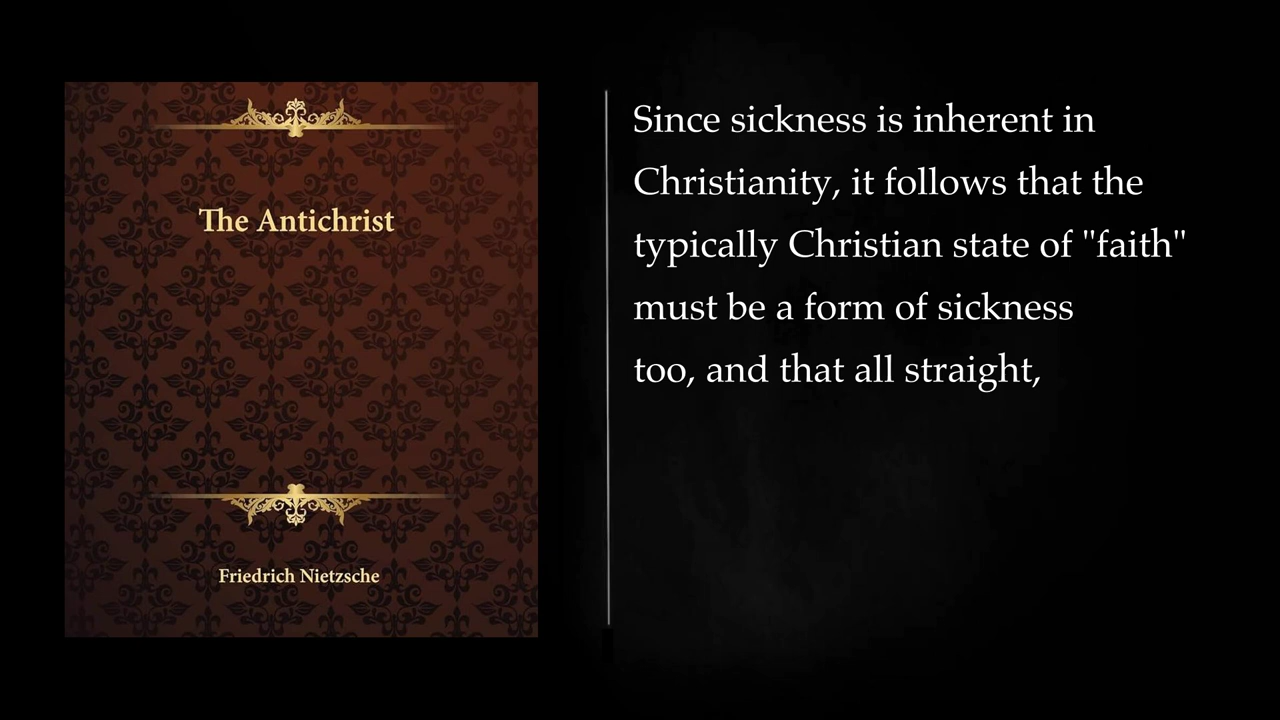 The Antichrist
Friedrich Nietzsche
Since sickness is inherent in
Christianity, it follows that the
typically Christian state of "faith"
must be a form of sickness
too, and that all straight,